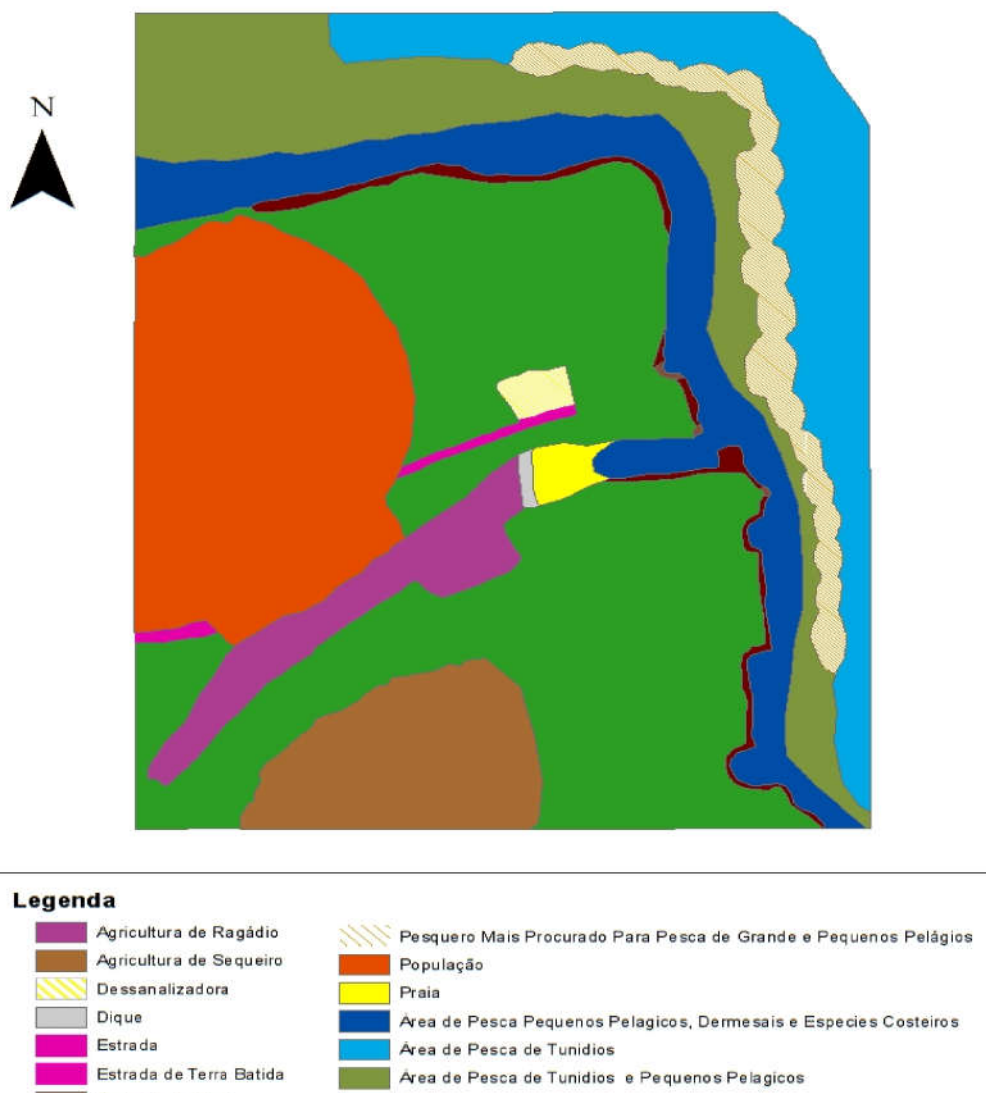 N
Legenda
Agricultura de Ragádio
Agricultura de Sequeiro
Dessanalizadora
Dique
Estrada
Estrada de Terra Batida
Pesquero Mais Procurado Para Pesca de Grande e Pequenos Pelágios
População
Praia
Área de Pesca Pequenos Pelagicos, Dermesais e Especies Costeiros
Área de Pesca de Tunidios
Área de Pesca de Tunidios e Pequenos Pelagicos